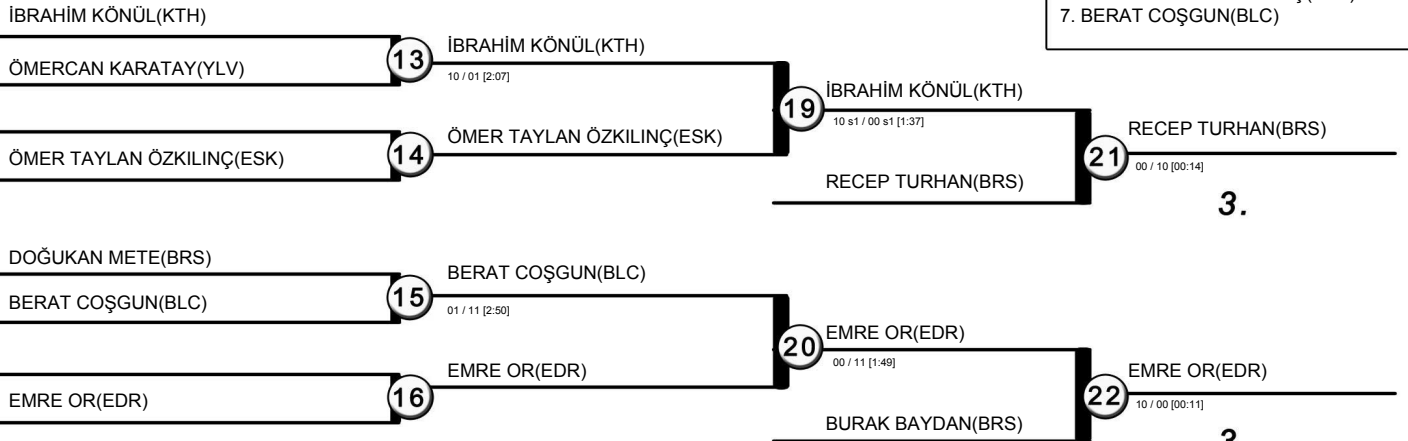 İBRAHİM KÖNÜL(KTH)
7. BERAT COŞGUN(BLC)
13
İBRAHİM KÖNÜL(KTH)
ÖMERCAN KARATAY(YLV)
10 / 01 [2:07]
19
İBRAHİM KÖNÜL(KTH)
10 s1 / 00 s1 [1:37]
ÖMER TAYLAN ÖZKILINÇ(ESK)
14
ÖMER TAYLAN ÖZKILINÇ(ESK)
21
RECEP TURHAN(BRS)
00 / 10 [00:14]
RECEP TURHAN(BRS)
3.
DOĞUKAN METE(BRS)
BERAT COŞGUN(BLC)
15
BERAT COŞGUN(BLC)
01 / 11 [2:50]
20
EMRE OR(EDR)
00 / 11 [1:49]
EMRE OR(EDR)
16
EMRE OR(EDR)
22
EMRE OR(EDR)
10 / 00 [00:11]
BURAK BAYDAN(BRS)
3